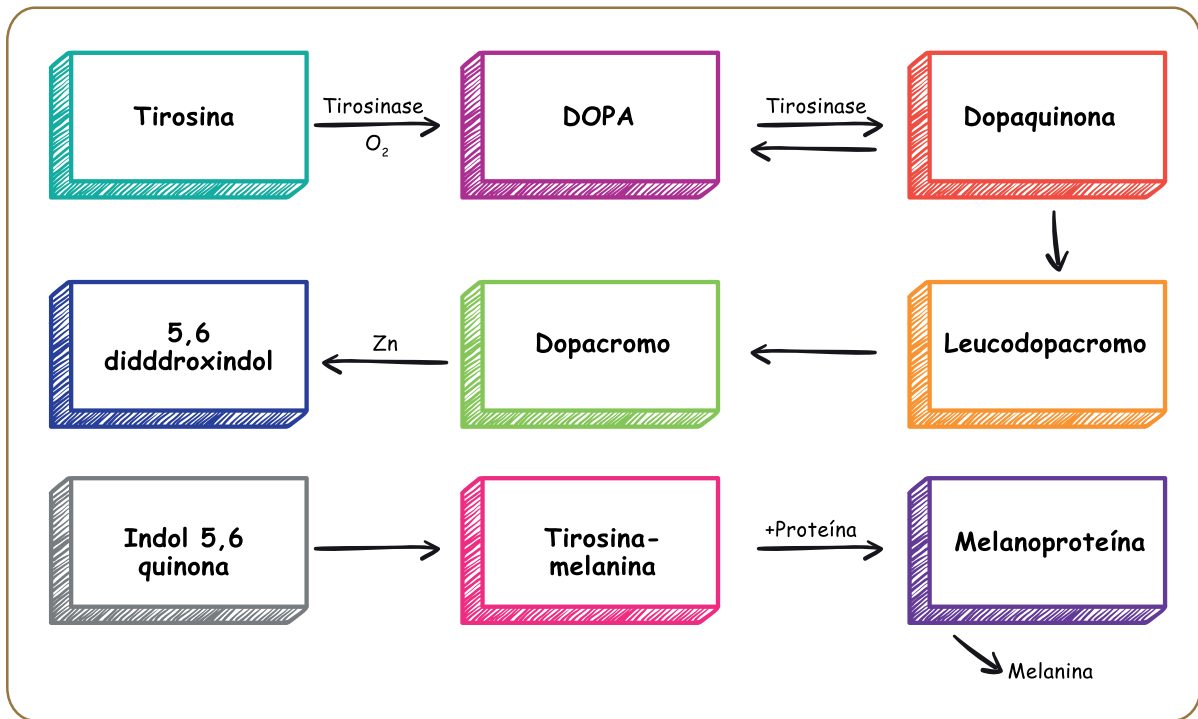 Tirosina
Tirosinase
O₂
DOPA
Tirosinase
Dopaquinona
5,6
didddroxindol
Zn
Dopacromo
Leucodopacromo
Indol 5,6
quinona
Tirosina-
melanina
+Proteína
Melanoproteína
Melanina